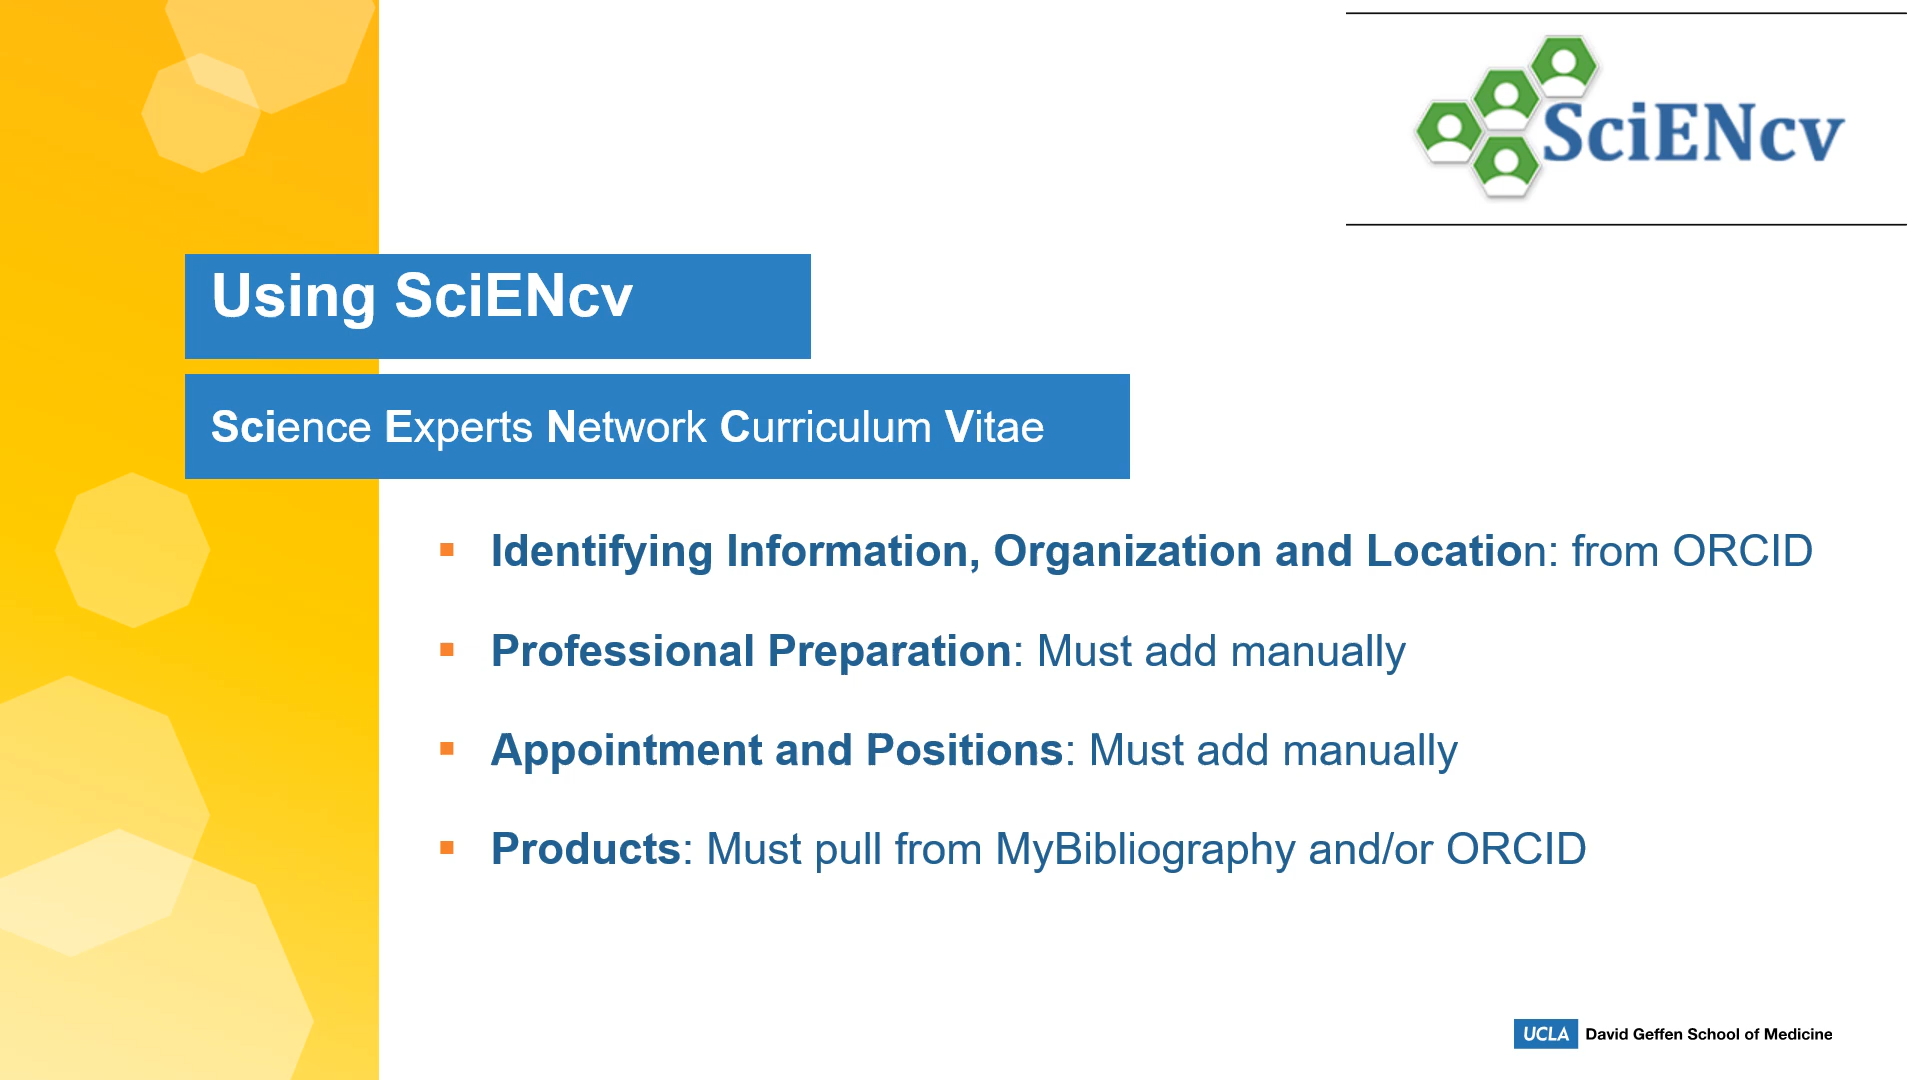 SciENcv
Using SciENcv
Science Experts Network Curriculum Vitae
▪ Identifying Information, Organization and Location: from ORCID
▪ Professional Preparation: Must add manually
▪ Appointment and Positions: Must add manually
▪ Products: Must pull from MyBibliography and/or ORCID
UCLA David Geffen School of Medicine